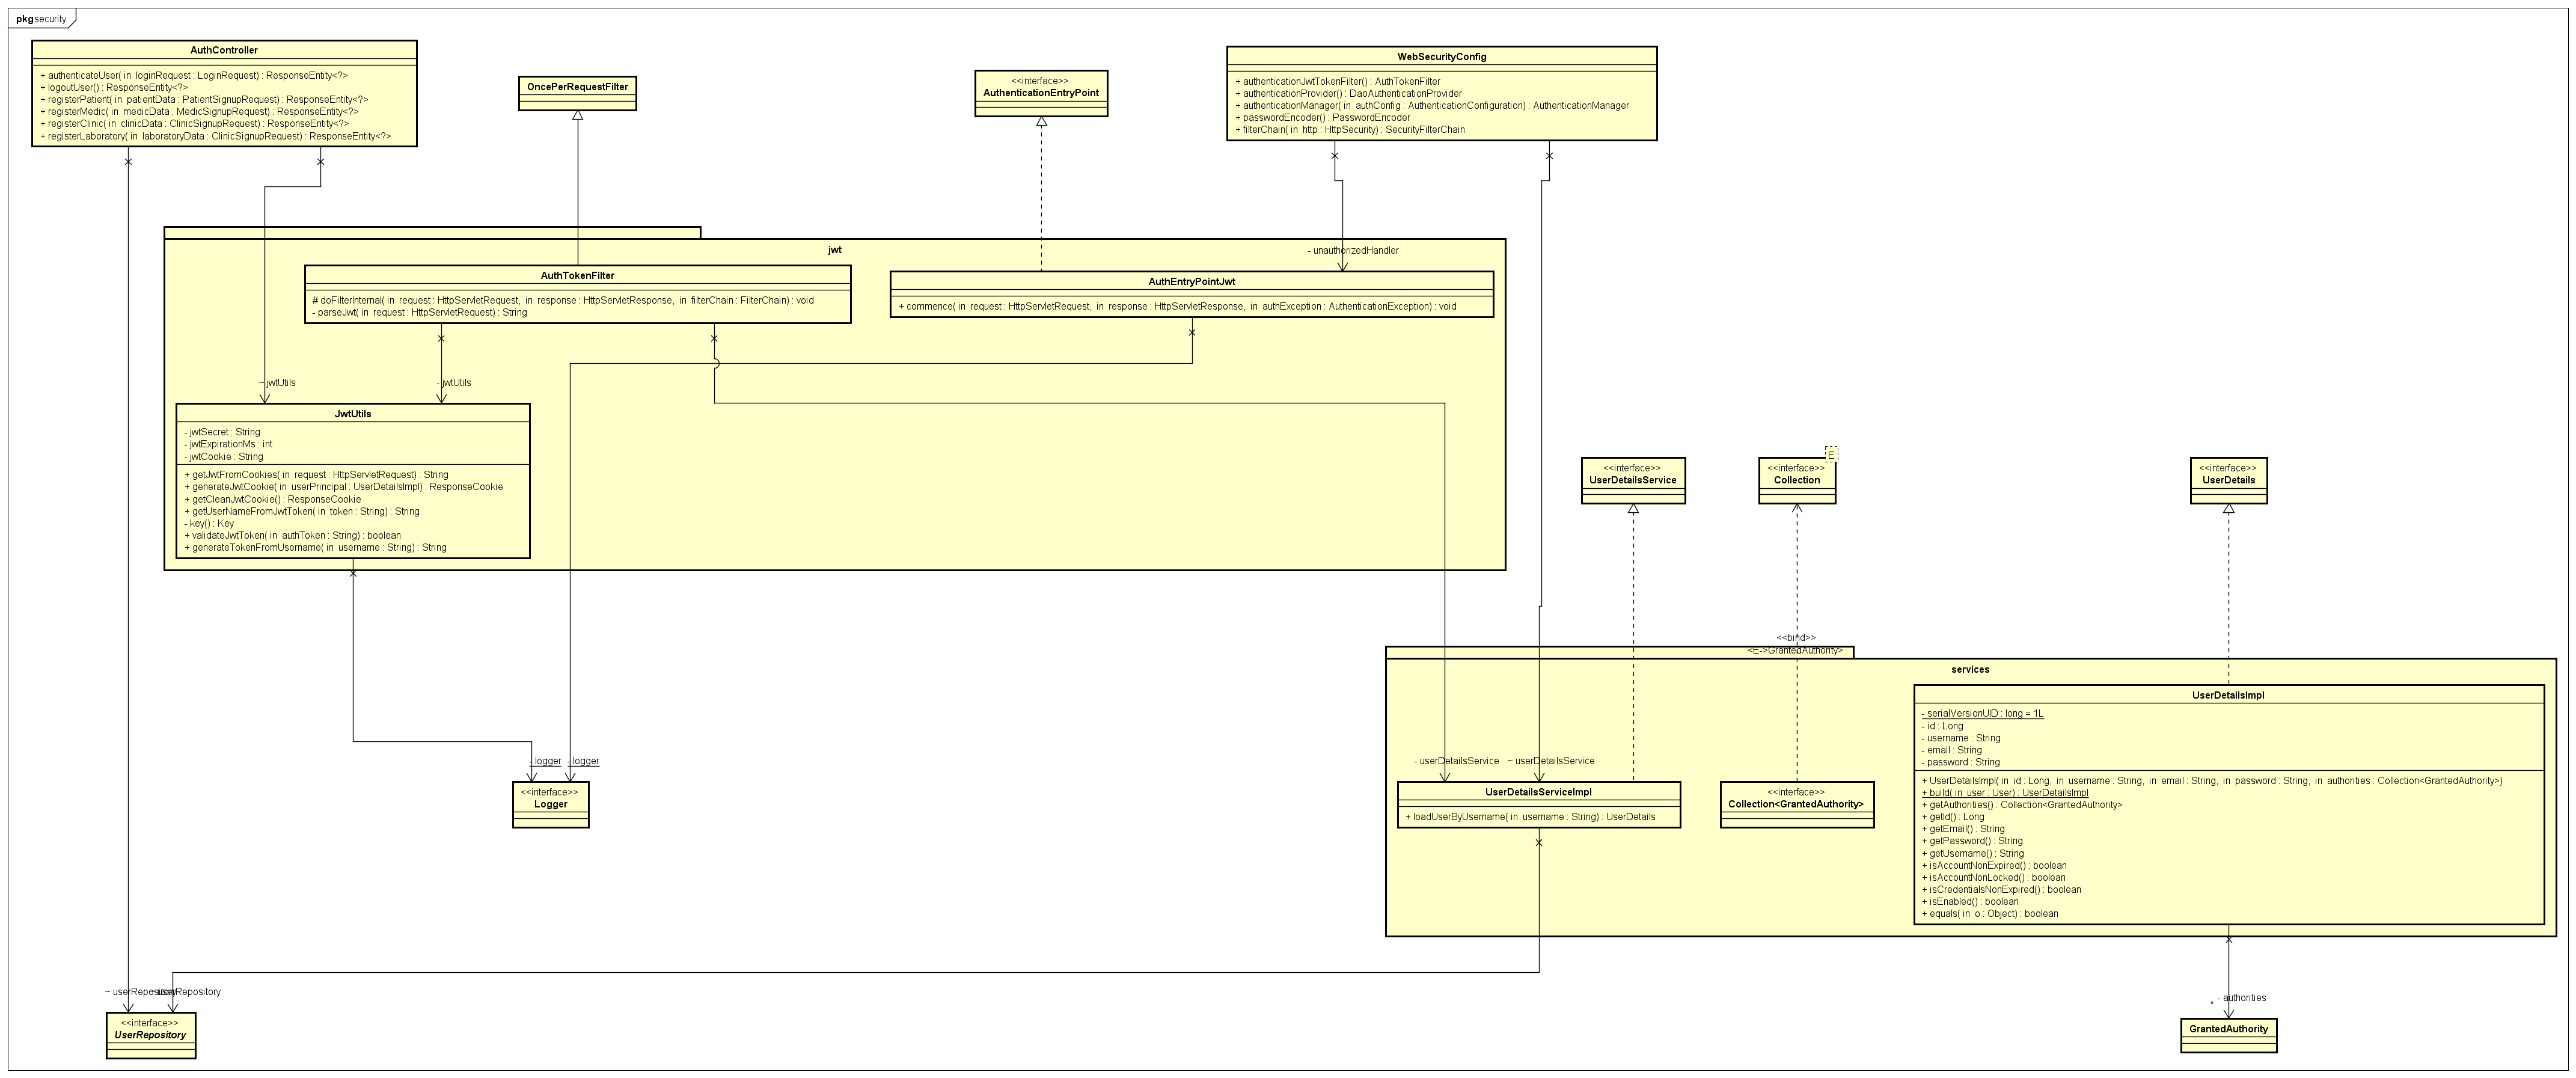 pkg security
AuthController
+ authenticateUser( in loginRequest : LoginRequest) : ResponseEntity<?>
+ logoutUser() : ResponseEntity<?>
+ registerPatient( in patientData : PatientSignupRequest) : ResponseEntity<?>
+ registerMedic( in medicData : MedicSignupRequest) : ResponseEntity<?>
+ registerClinic( in clinicData : ClinicSignupRequest) : ResponseEntity<?>
+ registerLaboratory( in laboratoryData : ClinicSignupRequest) : ResponseEntity<?>
OncePerRequestFilter
<<interface>>
AuthenticationEntryPoint
WebSecurityConfig
+ authenticationJwtTokenFilter() : AuthTokenFilter
+ authenticationProvider() : DaoAuthenticationProvider
+ authenticationManager( in authConfig : AuthenticationConfiguration) : AuthenticationManager
+ passwordEncoder() : PasswordEncoder
+ filterChain( in http : HttpSecurity) : SecurityFilterChain
jwt
- unauthorizedHandler
AuthTokenFilter
# doFilterInternal( in request : HttpServletRequest, in response : HttpServletResponse, in filterChain : FilterChain) : void
- parseJwt( in request : HttpServletRequest) : String
AuthEntryPointJwt
+ commence( in request : HttpServletRequest, in response : HttpServletResponse, in authException : AuthenticationException) : void
~ jwtUtils
- jwtUtils
JwtUtils
- jwtSecret : String
- jwtExpirationMs : int
- jwtCookie : String
+ getJwtFromCookies( in request : HttpServletRequest) : String
+ generateJwtCookie( in userPrincipal : UserDetailsImpl) : ResponseCookie
+ getCleanJwtCookie() : ResponseCookie
+ getUserNameFromJwtToken( in token : String) : String
- key() : Key
+ validateJwtToken( in authToken : String) : boolean
+ generateTokenFromUsername( in username : String) : String
<<interface>>
UserDetailsService
E
<<interface>>
Collection
<<interface>>
UserDetails
<<bind>>
<E->GrantedAuthority>
services
UserDetailsImpl
- serialVersionUID : long = 1L
- id : Long
- username : String
- email : String
- password : String
+ UserDetailsImpl( in id : Long, in username : String, in email : String, in password : String, in authorities : Collection<GrantedAuthority>)
+ build( in user : User) : UserDetailsImpl
+ getAuthorities() : Collection<GrantedAuthority>
+ getId() : Long
+ getEmail() : String
+ getPassword() : String
+ getUsername() : String
+ isAccountNonExpired() : boolean
+ isAccountNonLocked() : boolean
+ isCredentialsNonExpired() : boolean
+ isEnabled() : boolean
+ equals( in o : Object) : boolean
- logger
- logger
<<interface>>
Logger
- userDetailsService
~ userDetailsService
UserDetailsServiceImpl
+ loadUserByUsername( in username : String) : UserDetails
<<interface>>
Collection<GrantedAuthority>
~ userRepository
~ userRepository
<<interface>>
UserRepository
* - authorities
GrantedAuthority